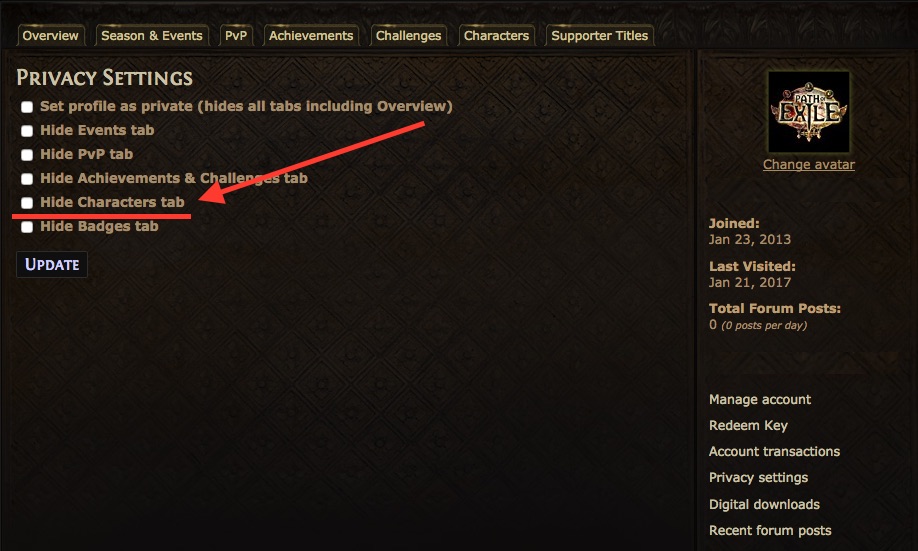 Overview
Season & Events
PvP
Achievements
Challenges
Characters
Supporter Titles
Privacy Settings
Set profile as private (hides all tabs including Overview)
Hide Events tab
Hide PvP tab
Hide Achievements & Challenges tab
Hide Characters tab
Hide Badges tab
Update
PATH OF
EXILE
Change avatar
Joined:
Jan 23, 2013
Last Visited:
Jan 21, 2017
Total Forum Posts:
0 (0 posts per day)
Manage account
Redeem Key
Account transactions
Privacy settings
Digital downloads
Recent forum posts